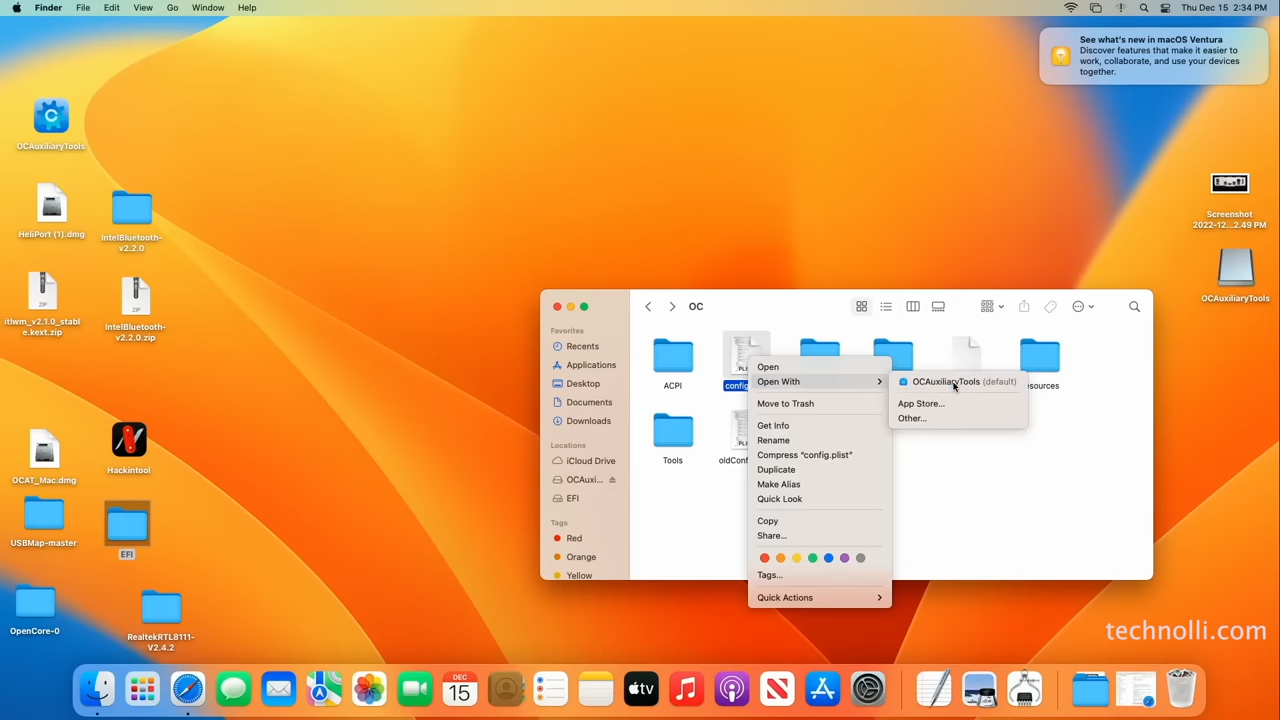 Finder File Edit View Go Window Help
Thu Dec 15 2:34 PM
See what's new in macOS Ventura
Discover features that make it easier to
work, collaborate, and use your devices
together.
OCAuxiliaryTools
HeliPort (1).dmg
IntelBluetooth-
v2.2.0
ZIP
itlwm_v2.1.0_stabl
e.kext.zip
ZIP
IntelBluetooth-
v2.2.0.zip
OCAT_Mac.dmg
Hackintool
USBMap-master
EFI
OpenCore-0
RealtekRTL8111-
V2.4.2
Screenshot
2022-12...2.49 PM
OCAuxiliaryTools
OC
Favorites
Recents
Applications
Desktop
Documents
Downloads
Locations
iCloud Drive
OCAuxi...
EFI
Tags
Red
Orange
Yellow
ACPI
config
esources
Tools
oldConf
Open
Open With
Move to Trash
Get Info
Rename
Compress “config.plist”
Duplicate
Make Alias
Quick Look
Copy
Share...
Tags...
Quick Actions
OCAuxiliaryTools (default)
App Store...
Other...
technolli.com
DEC
15
tv